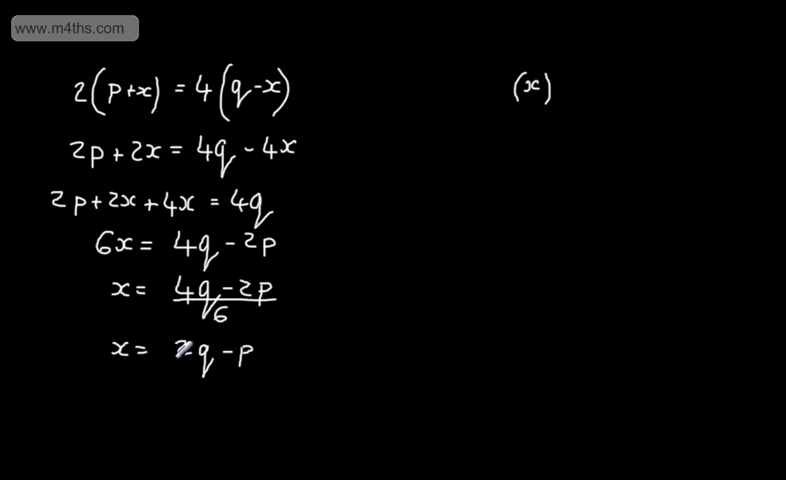 www.m4ths.com
2(p+x) = 4(q-x) (x)
2p+2x = 4q - 4x
2p+2x+4x = 4q
6x = 4q - 2p
x = 4q - 2p / 6
x = 2q - p